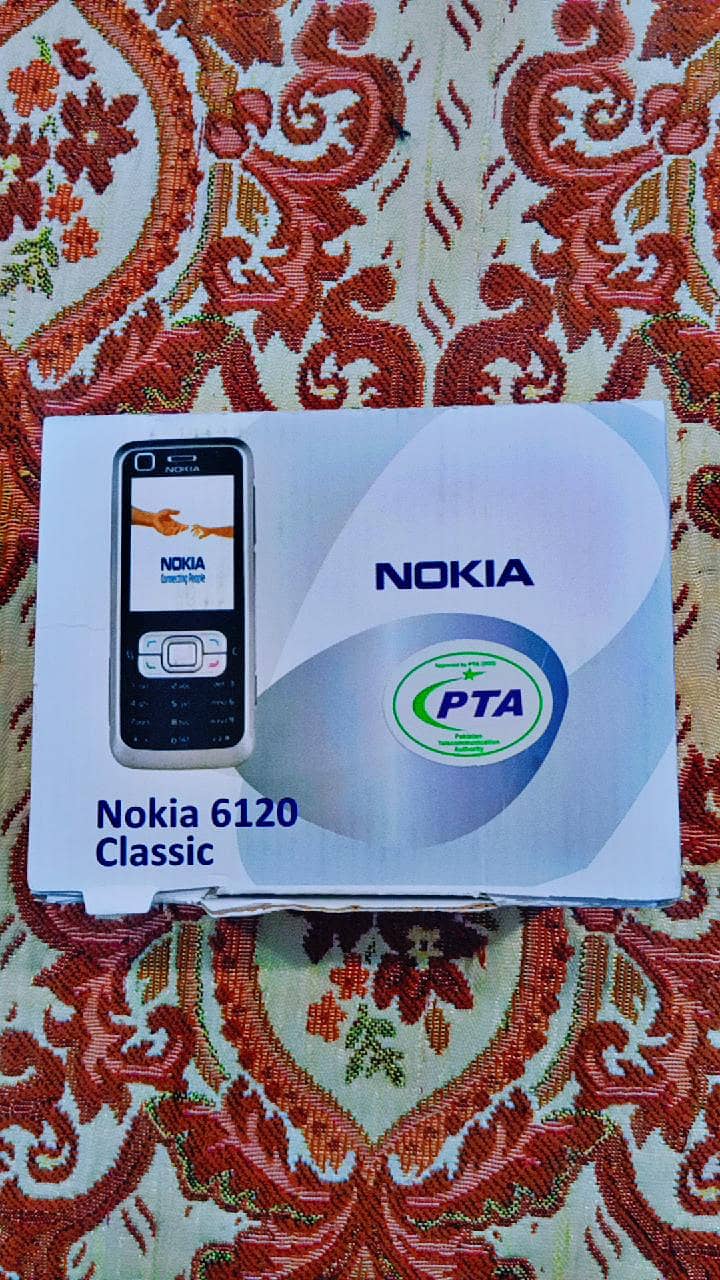 NOKIA
NOKIA
Connecting People
NOKIA
PTA
Pakistan
Telecommunication
Authority
Nokia 6120
Classic